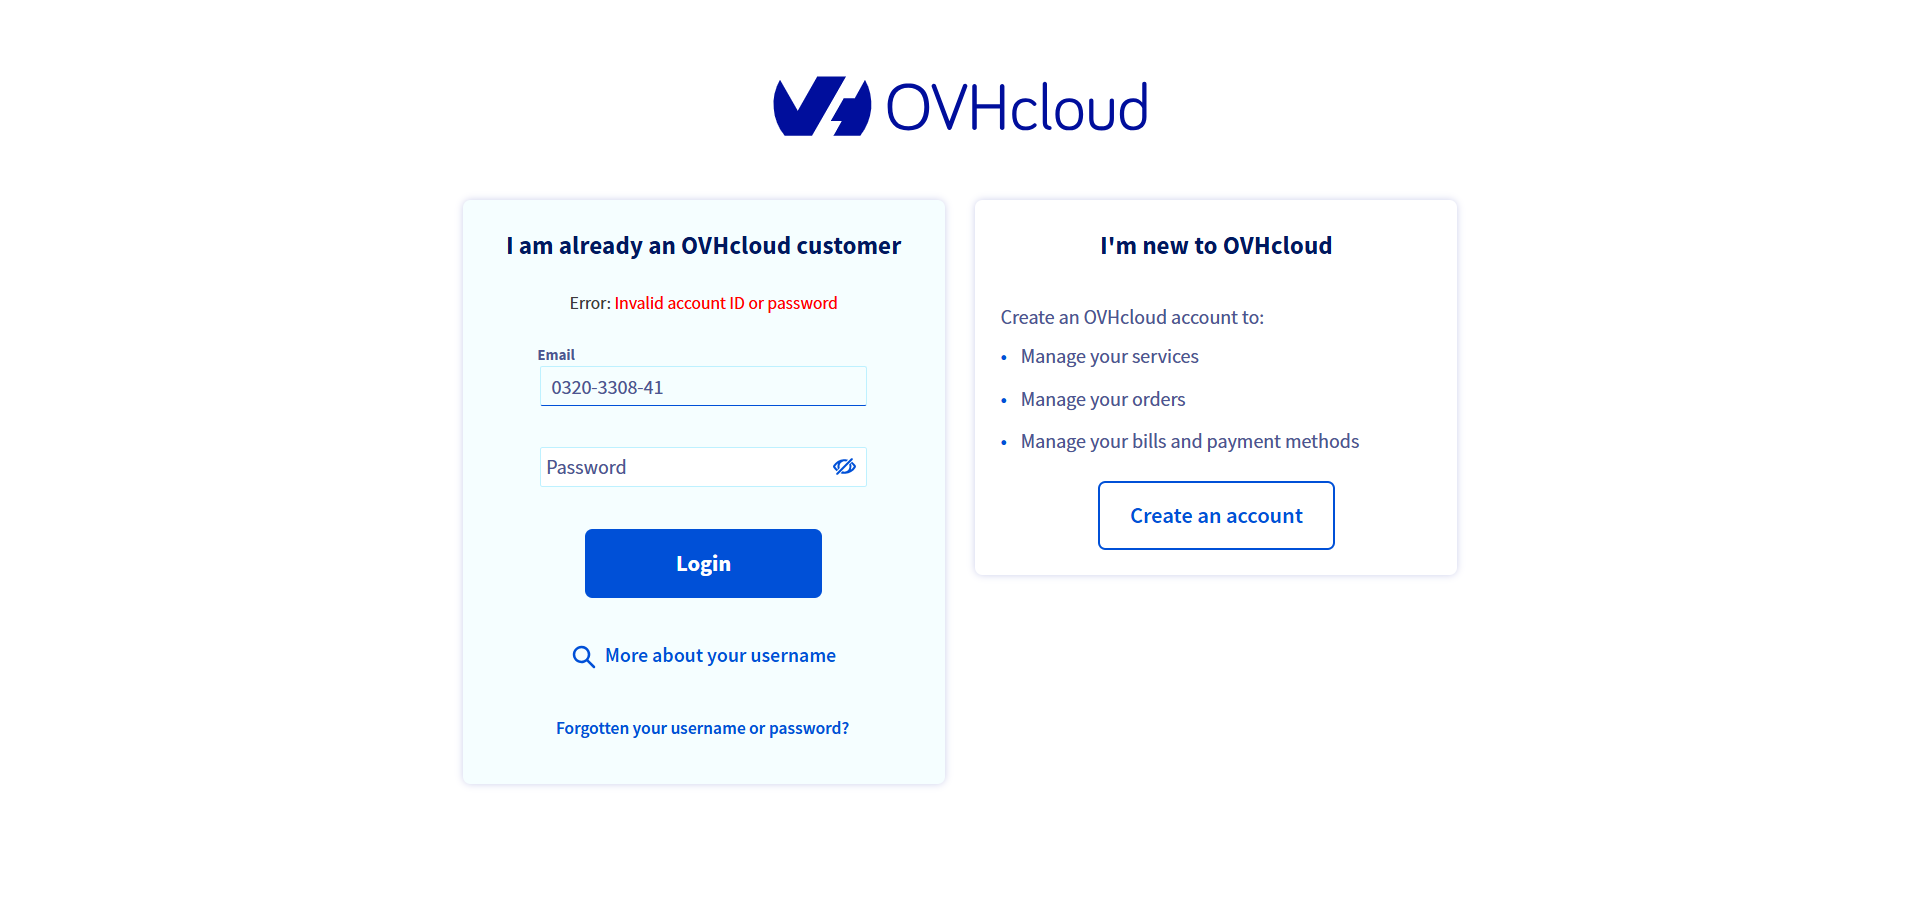 OVHcloud
I am already an OVHcloud customer
Error: Invalid account ID or password
Email
0320-3308-41
Password
Login
More about your username
Forgotten your username or password?
I'm new to OVHcloud
Create an OVHcloud account to:
• Manage your services
• Manage your orders
• Manage your bills and payment methods
Create an account